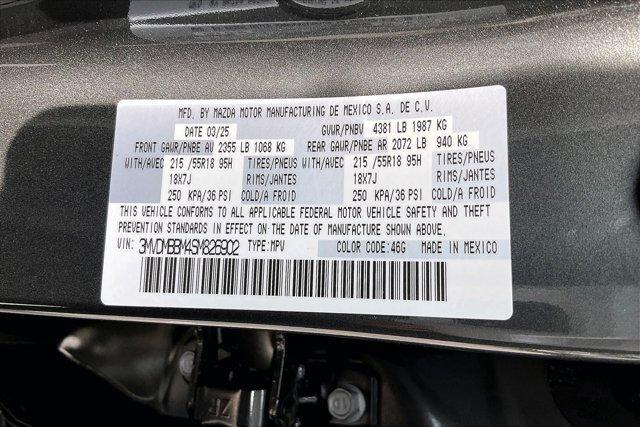 MFD. BY MAZDA MOTOR MANUFACTURING DE MEXICO S.A. DE C.V.
DATE 03/25 GVWR/PNBV 4381 LB 1987 KG
FRONT GAWR/PNBE AV 2355 LB 1068 KG REAR GAWR/PNBE AR 2072 LB 940 KG
WITH/AVEC 215 /55R18 95H TIRES/PNEUS WITH/AVEC 215 /55R18 95H TIRES/PNEUS
18X7J RIMS/JANTES 18X7J RIMS/JANTES
250 KPA/36 PSI COLD/A FROID 250 KPA/36 PSI COLD/A FROID
THIS VEHICLE CONFORMS TO ALL APPLICABLE FEDERAL MOTOR VEHICLE SAFETY AND THEFT
PREVENTION STANDARDS IN EFFECT ON THE DATE OF MANUFACTURE SHOWN ABOVE.
VIN: 3MVDMBBM4SM826902 TYPE:MPV COLOR CODE:46G MADE IN MEXICO